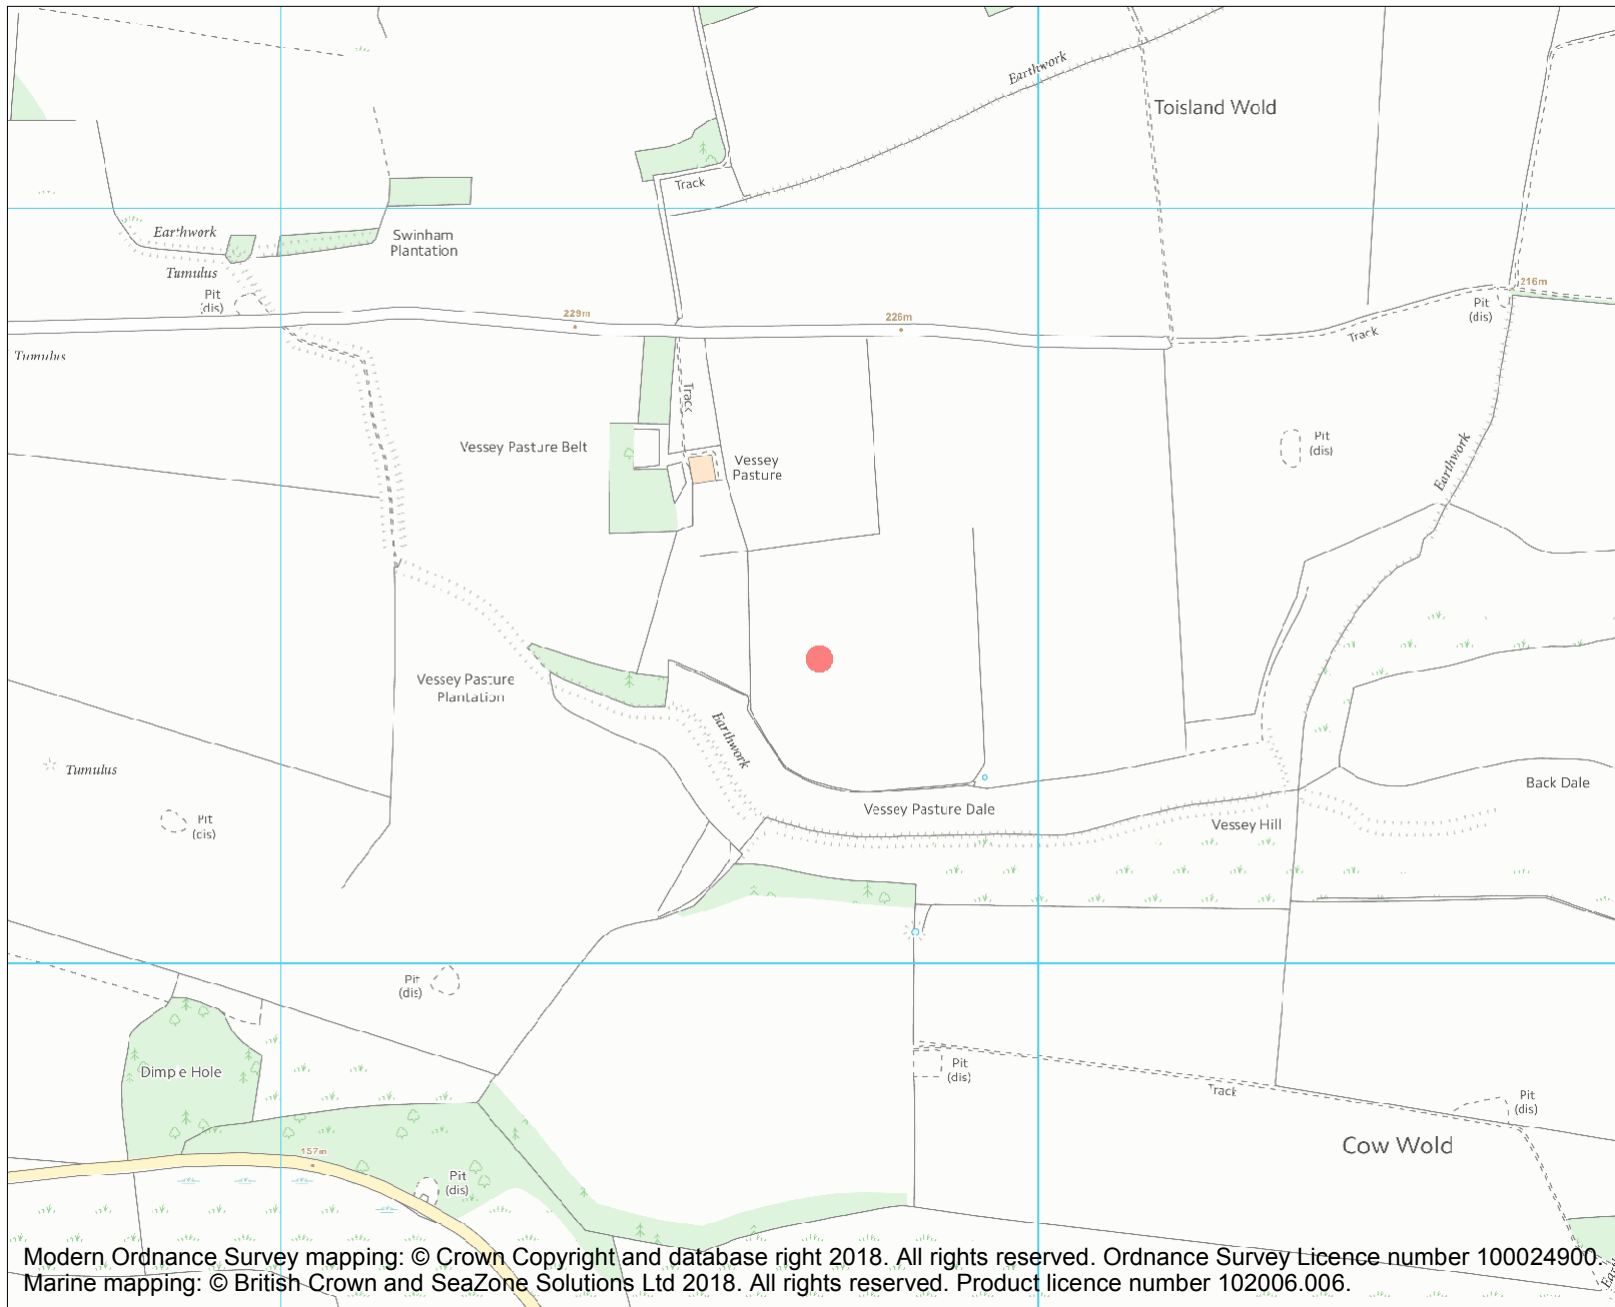 Earthwork
Toisland Wold
Track
Earthwork
Swinham
Plantation
Tumulus
Pit
(dis)
216m
Pit
(dis)
229m
226m
Track
Tumulus
Track
Vessey Pasture Belt
Vessey
Pasture
Pit
(dis)
Earthwork
Vessey Pasture
Plantation
Earthwork
Tumulus
Back Dale
Vessey Pasture Dale
Vessey Hill
Pit
(dis)
Pit
(dis)
Dimple Hole
Pit
(dis)
Track
Pit
(dis)
Cow Wold
157m
Pit
(dis)
Modern Ordnance Survey mapping: © Crown Copyright and database right 2018. All rights reserved. Ordnance Survey Licence number 100024900.
Marine mapping: © British Crown and SeaZone Solutions Ltd 2018. All rights reserved. Product licence number 102006.006.